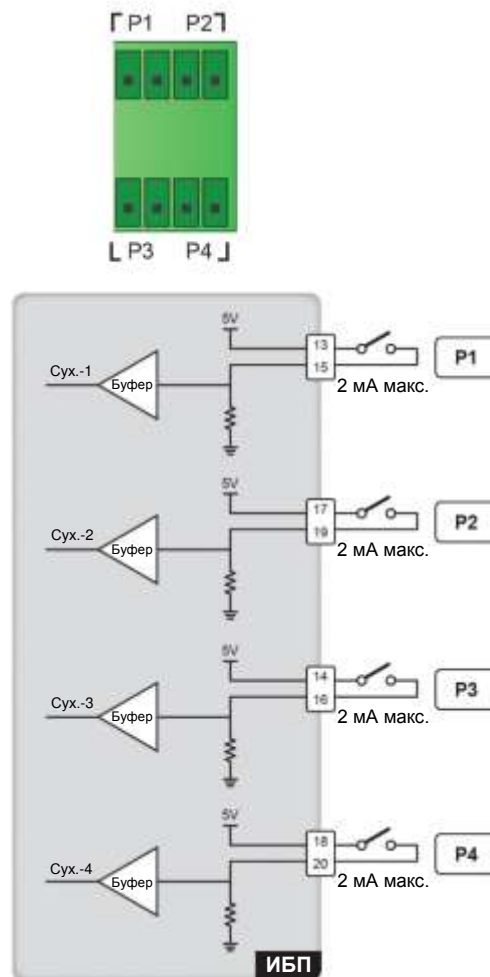 P1 P2
P3 P4
5V
13
15
Сух.-1
Буфер
2 мА макс.
P1
5V
17
19
Сух.-2
Буфер
2 мА макс.
P2
5V
14
16
Сух.-3
Буфер
2 мА макс.
P3
5V
18
20
Сух.-4
Буфер
2 мА макс.
P4
ИБП